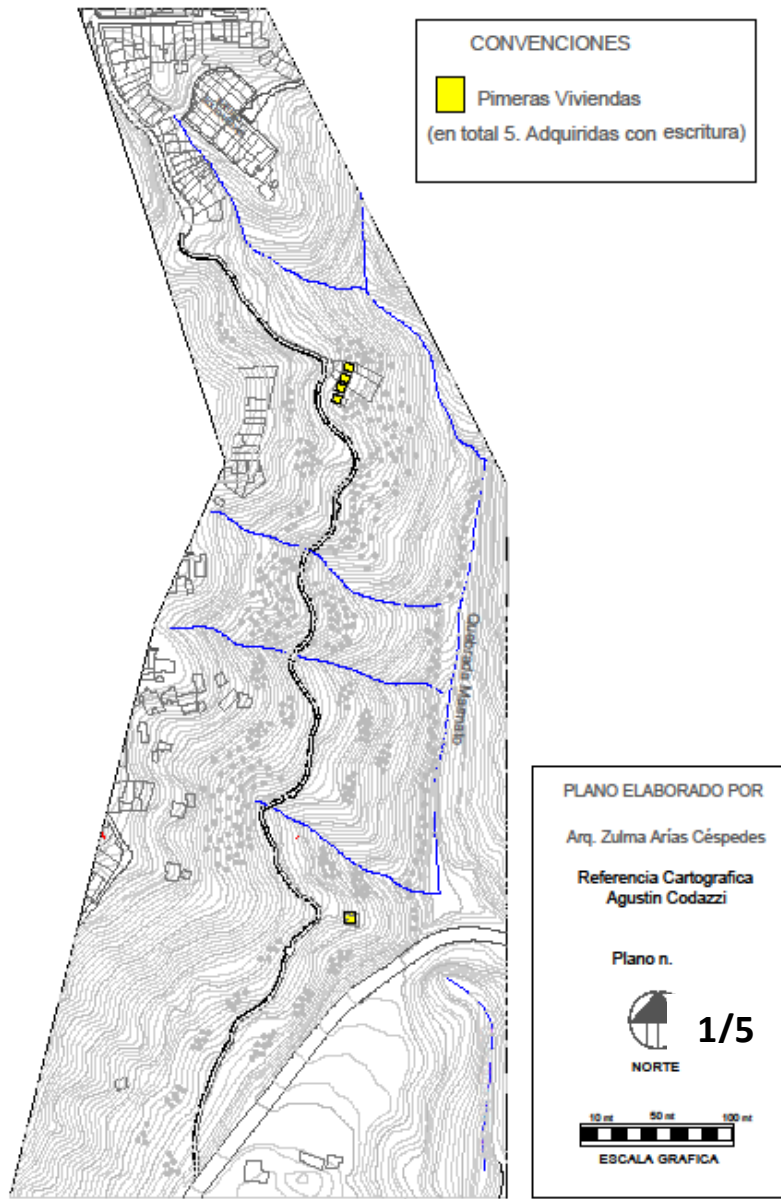 CONVENCIONES
Pimeras Viviendas
(en total 5. Adquiridas con escritura)
Quebrada Marmato
PLANO ELABORADO POR
Arq. Zulma Arías Céspedes
Referencia Cartografica
Agustin Codazzi
Plano n.
1/5
NORTE
10 mt 50 mt 100 mt
ESCALA GRAFICA